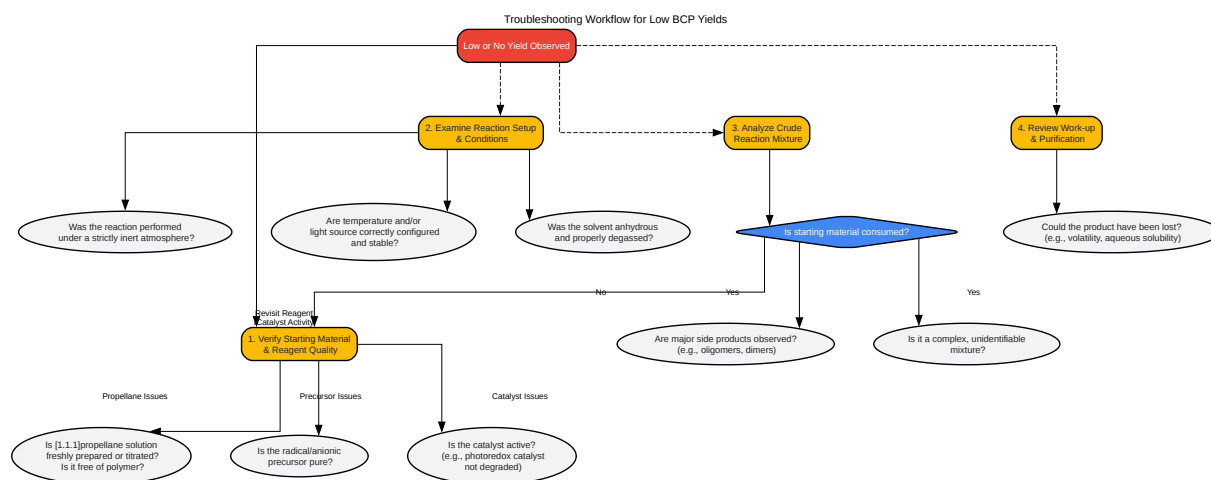 Troubleshooting Workflow for Low BCP Yields
Low or No Yield Observed
2. Examine Reaction Setup
& Conditions
3. Analyze Crude
Reaction Mixture
4. Review Work-up
& Purification
Was the reaction performed
under a strictly inert atmosphere?
Are temperature and/or
light source correctly configured
and stable?
Was the solvent anhydrous
and properly degassed?
Is starting material consumed?
Could the product have been lost?
(e.g., volatility, aqueous solubility)
No
Yes
Yes
Revisit Reagent
Catalyst Activity
1. Verify Starting Material
& Reagent Quality
Are major side products observed?
(e.g., oligomers, dimers)
Is it a complex, unidentifiable
mixture?
Propellane Issues
Precursor Issues
Catalyst Issues
Is [1.1.1]propellane solution
freshly prepared or titrated?
Is it free of polymer?
Is the radical/anionic
precursor pure?
Is the catalyst active?
(e.g., photoredox catalyst
not degraded)